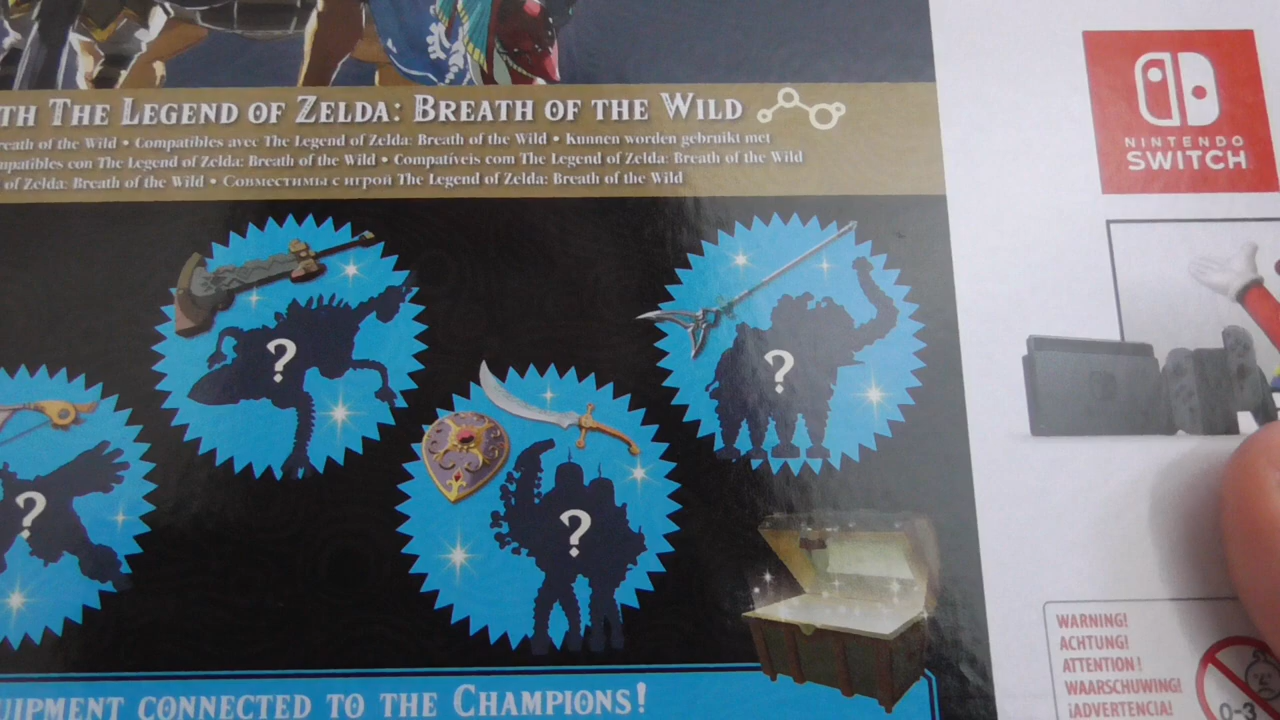 TH THE LEGEND OF ZELDA: BREATH OF THE WILD
reath of the Wild • Compatibles avec The Legend of Zelda: Breath of the Wild • Kunnen worden gebruikt met
mpatibles con The Legend of Zelda: Breath of the Wild • Compatíveis com The Legend of Zelda: Breath of the Wild
of Zelda: Breath of the Wild • Совместимы с игрой The Legend of Zelda: Breath of the Wild
NINTENDO
SWITCH
?
?
?
?
UIPMENT CONNECTED TO THE CHAMPIONS!
WARNING!
ACHTUNG!
ATTENTION!
WAARSCHUWING!
¡ADVERTENCIA!
0-3